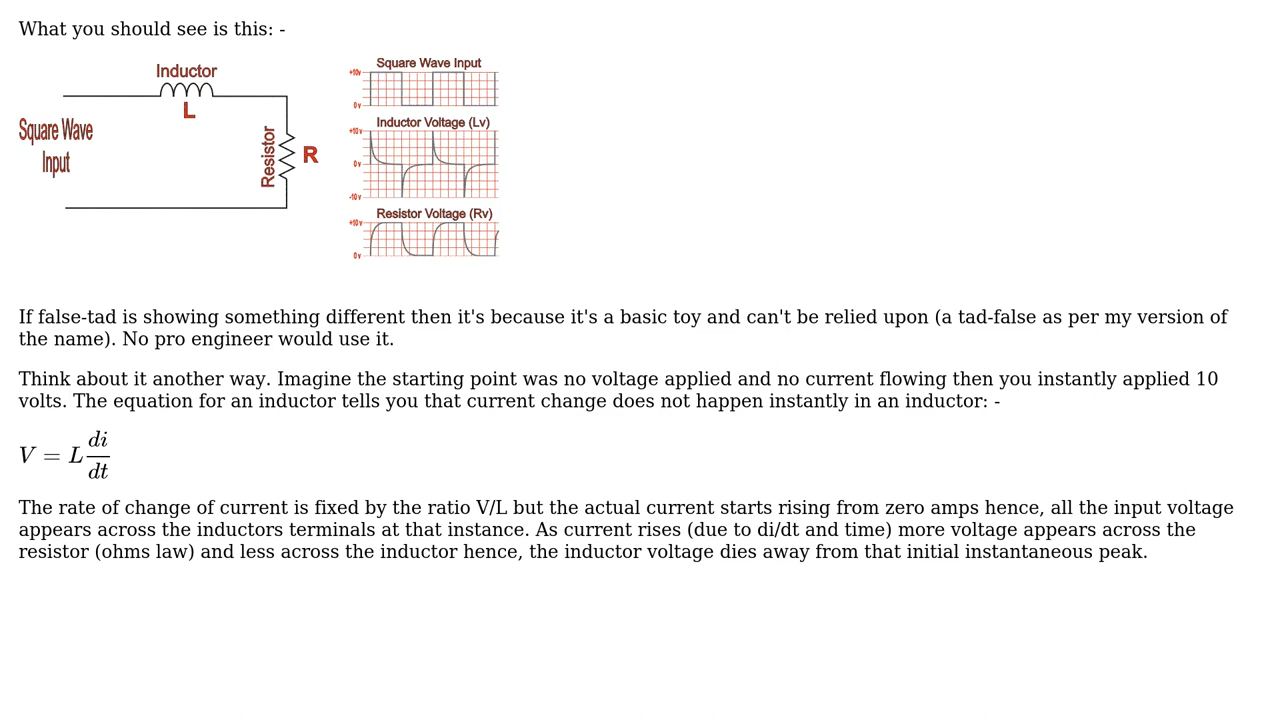 What you should see is this: -
Inductor
L
Square Wave
Input
Resistor
R
Square Wave Input
+10v
0v
Inductor Voltage (Lv)
+10v
0v
-10v
Resistor Voltage (Rv)
+10v
0v
If false-tad is showing something different then it's because it's a basic toy and can't be relied upon (a tad-false as per my version of
the name). No pro engineer would use it.
Think about it another way. Imagine the starting point was no voltage applied and no current flowing then you instantly applied 10
volts. The equation for an inductor tells you that current change does not happen instantly in an inductor: -
V = L di/dt
The rate of change of current is fixed by the ratio V/L but the actual current starts rising from zero amps hence, all the input voltage
appears across the inductors terminals at that instance. As current rises (due to di/dt and time) more voltage appears across the
resistor (ohms law) and less across the inductor hence, the inductor voltage dies away from that initial instantaneous peak.